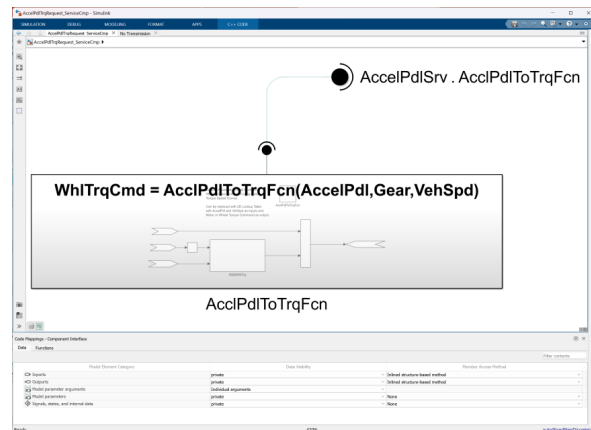 AccelPdlTrqRequest_ServiceCmp - Simulink
SIMULATION DEBUG MODELING FORMAT APPS C++ CODE
AccelPdlTrqRequest_ServiceCmp × No Transmission ×
AccelPdlTrqRequest_ServiceCmp
AccelPdlSrv . AcclPdlToTrqFcn
WhlTrqCmd = AcclPdlToTrqFcn(AccelPdl,Gear,VehSpd)
AcclPdlToTrqFcn
Code Mappings - Component Interface
Data Functions
Filter contents
Model Element Category Data Visibility Member Access Method
Inports private Inlined structure-based method
Outports private Inlined structure-based method
Model parameter arguments Individual arguments
Model parameters private None
Signals, states, and internal data private None
Ready